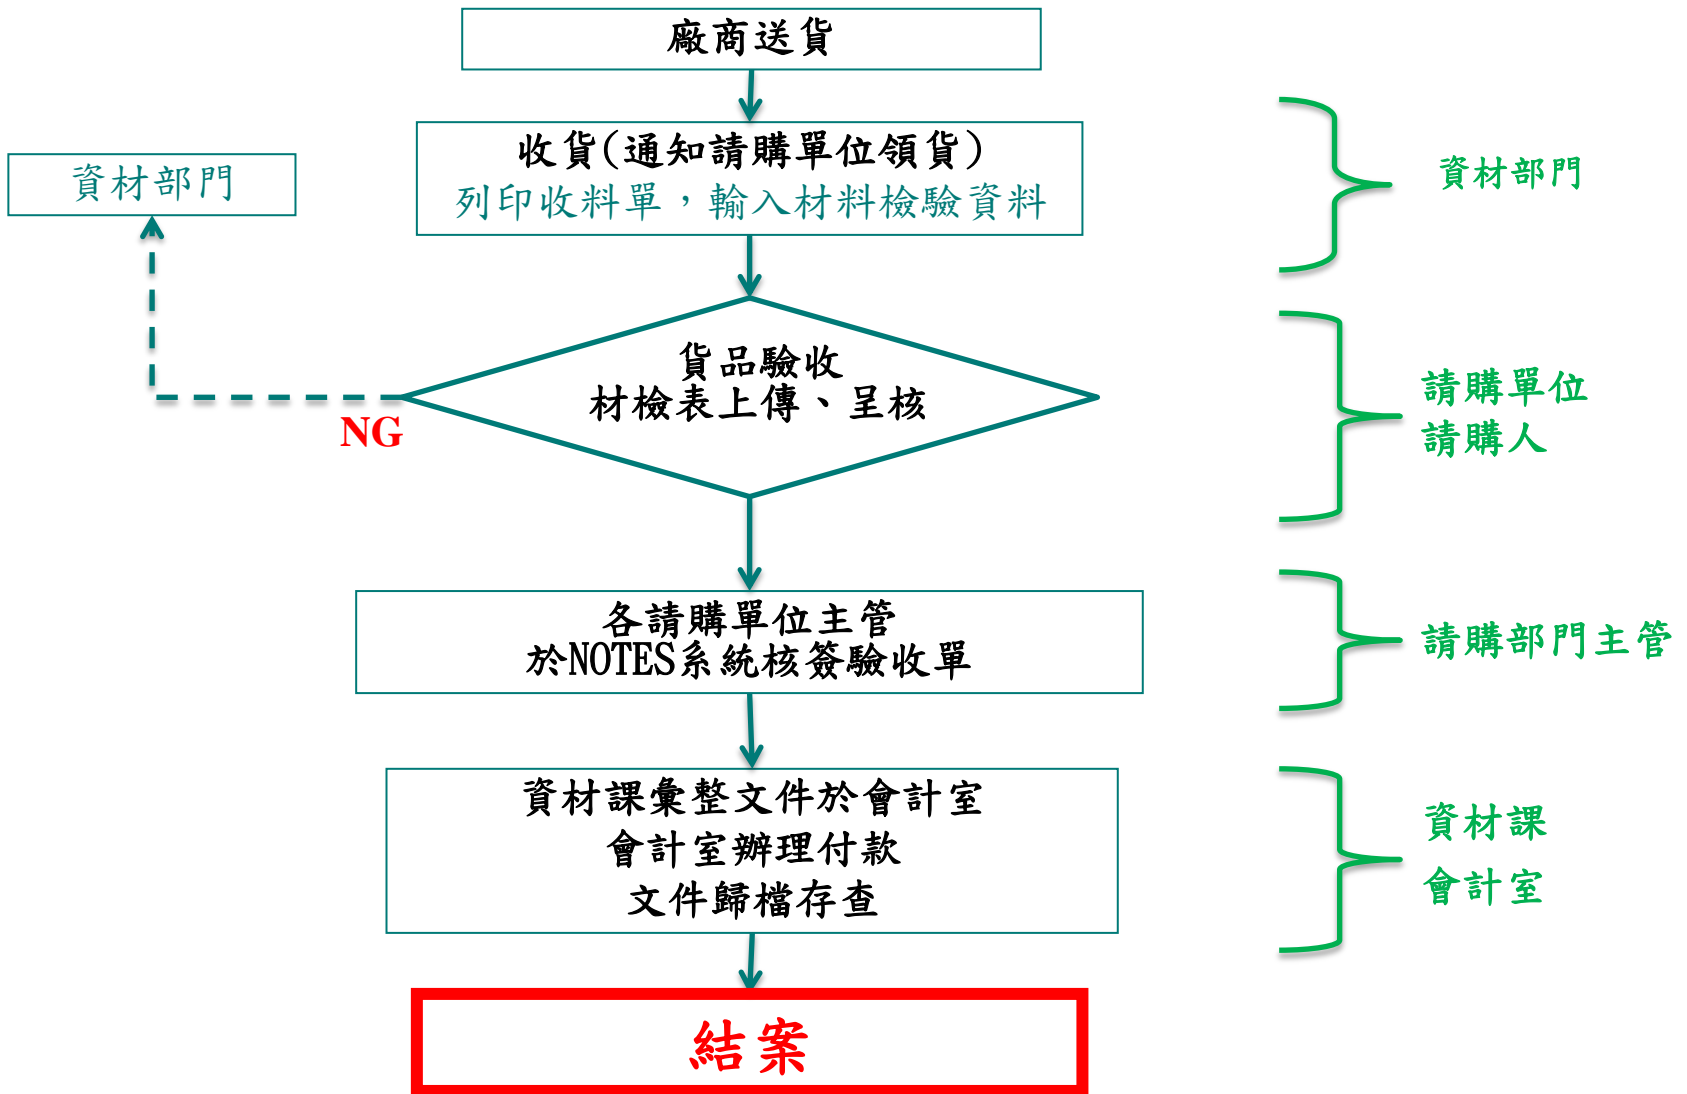 廠商送貨
收貨(通知請購單位領貨)
列印收料單，輸入材料檢驗資料
資材部門
資材部門
貨品驗收
材檢表上傳、呈核
NG
請購單位
請購人
各請購單位主管
於NOTES系統核簽驗收單
請購部門主管
資材課彙整文件於會計室
會計室辦理付款
文件歸檔存查
資材課
會計室
結案